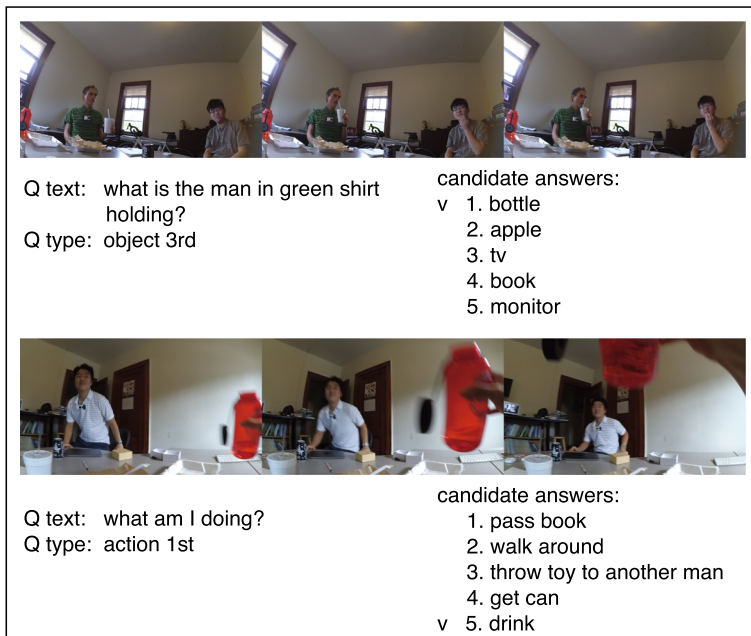 Q text: what is the man in green shirt
holding?
Q type: object 3rd
candidate answers:
v 1. bottle
2. apple
3. tv
4. book
5. monitor
Q text: what am I doing?
Q type: action 1st
candidate answers:
1. pass book
2. walk around
3. throw toy to another man
4. get can
v 5. drink